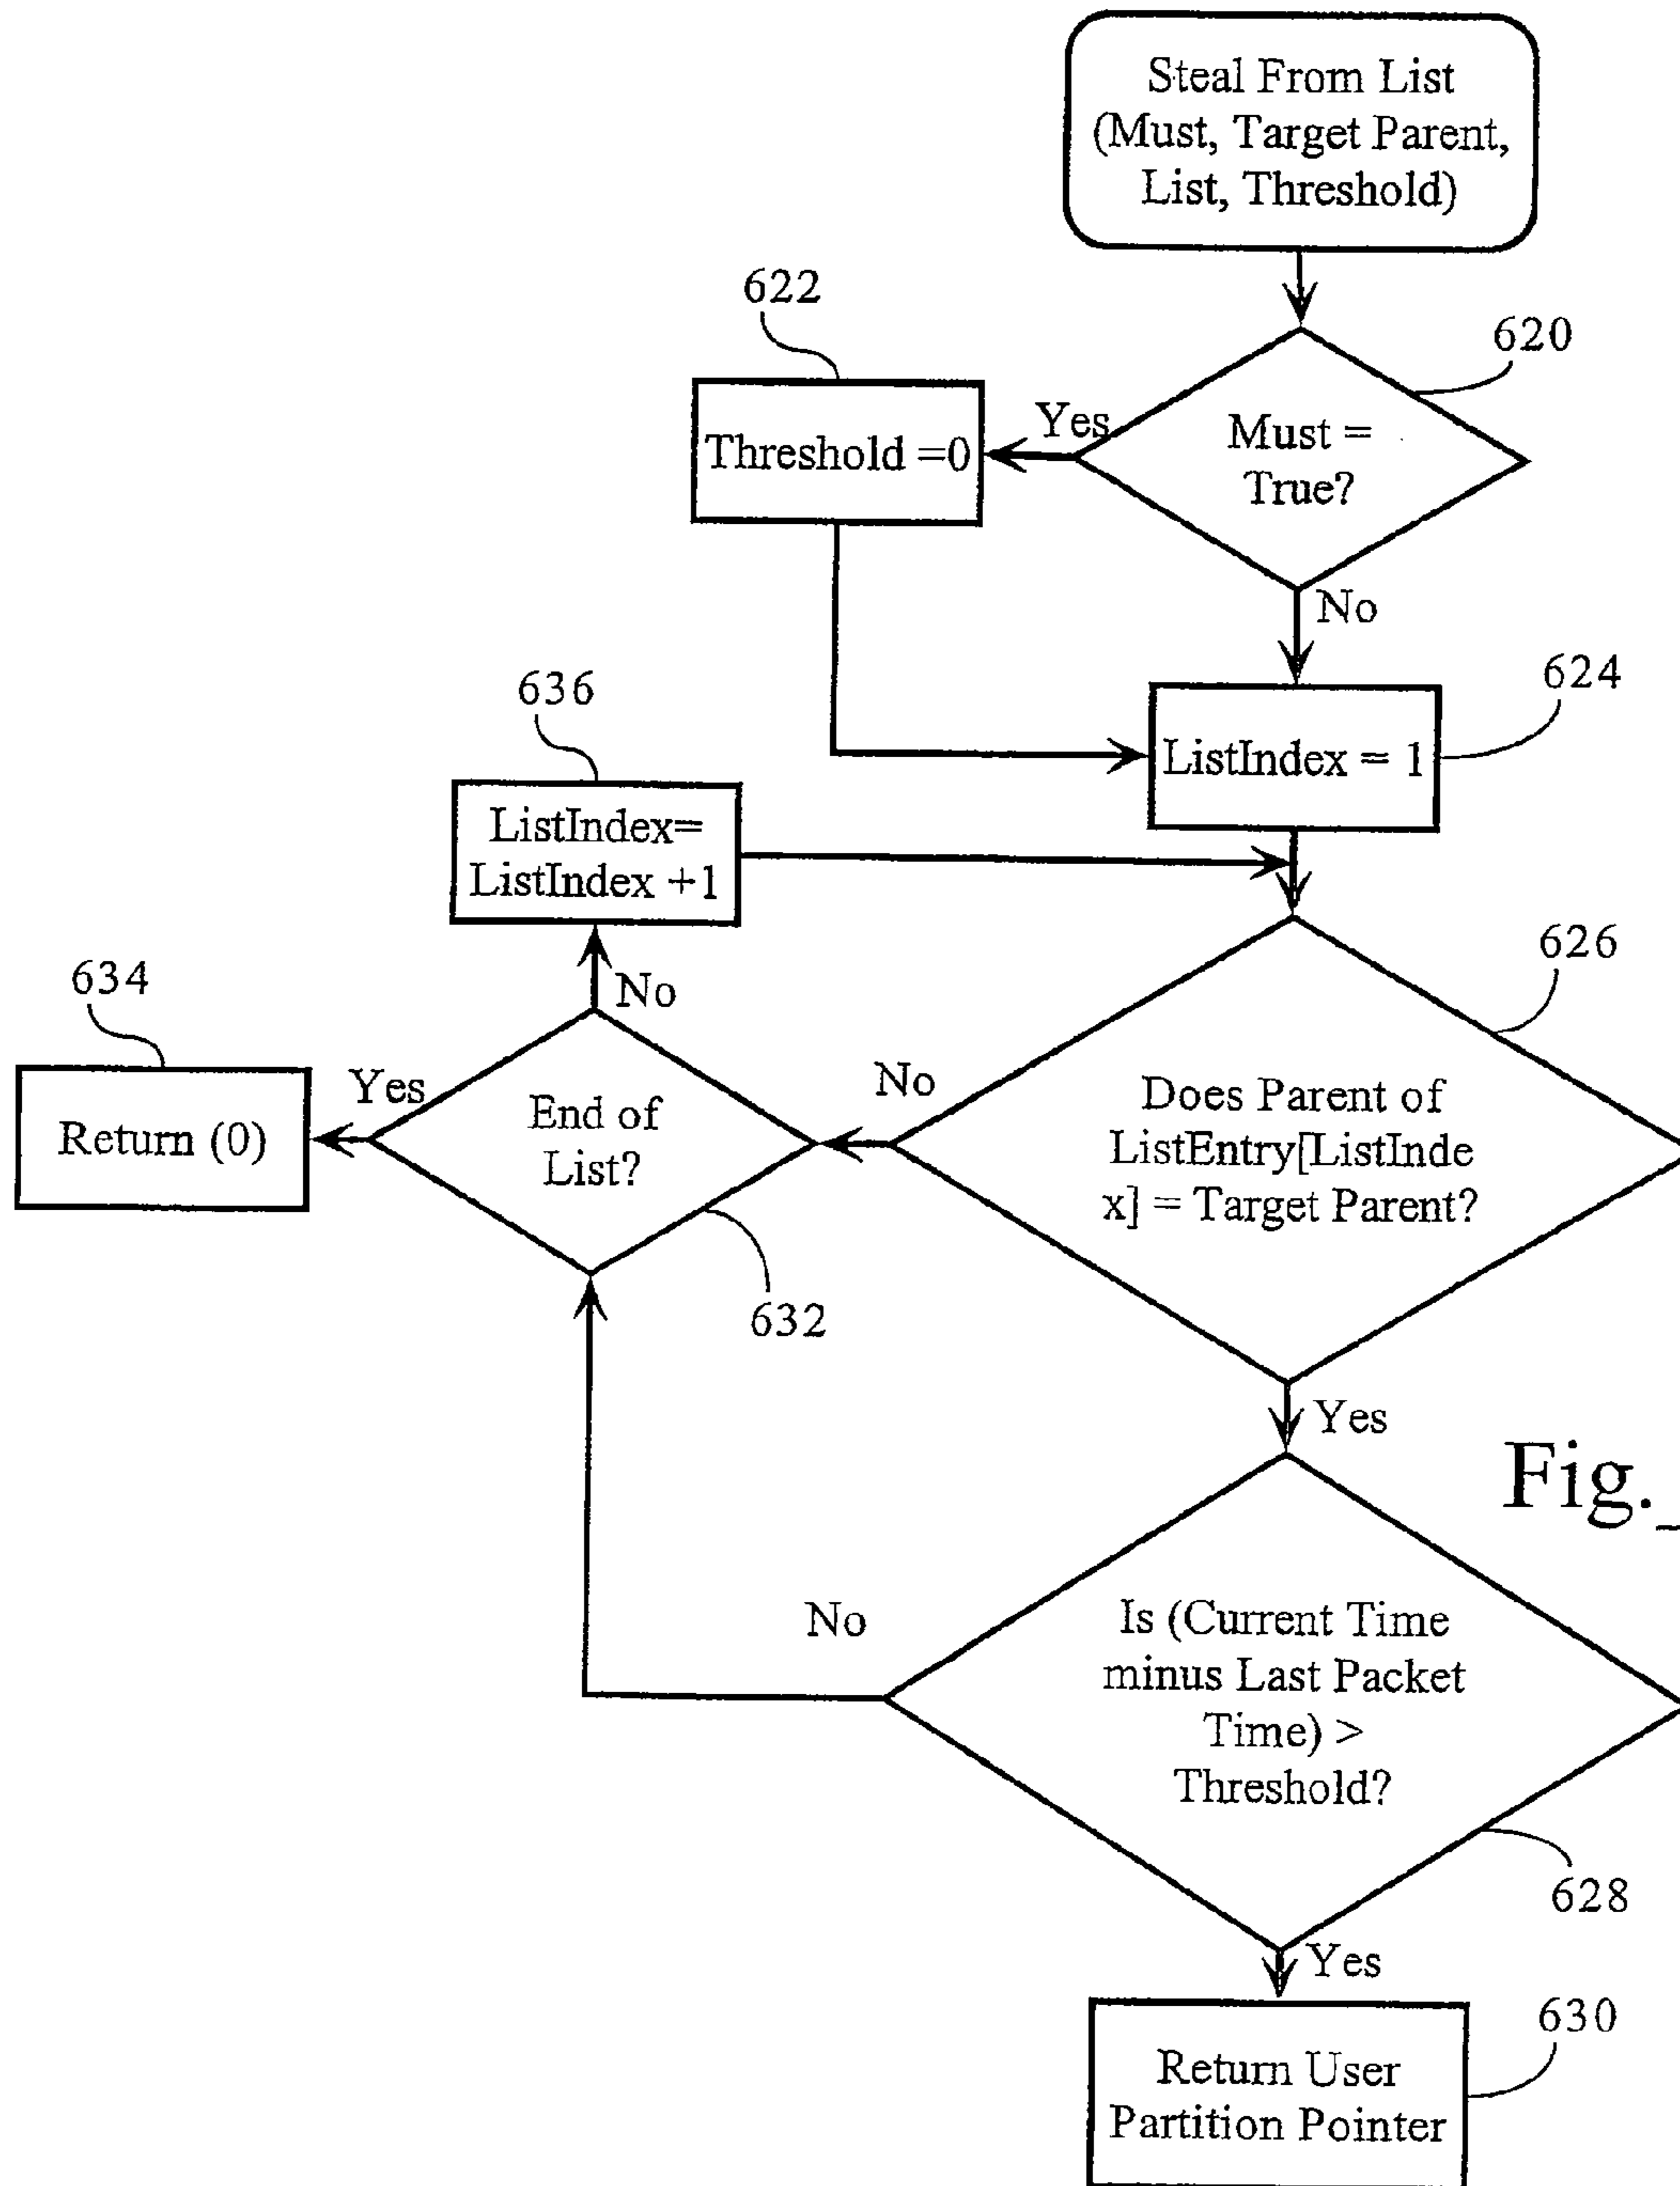 Steal From List
(Must, Target Parent,
List, Threshold)
622
620
Threshold =0
Yes
Must =
True?
No
636
624
ListIndex = 1
ListIndex=
ListIndex +1
626
634
No
Return (0)
Yes
End of
List?
No
Does Parent of
ListEntry[ListInde
x] = Target Parent?
632
Yes
Fig.
No
Is (Current Time
minus Last Packet
Time) >
Threshold?
628
Yes
630
Return User
Partition Pointer